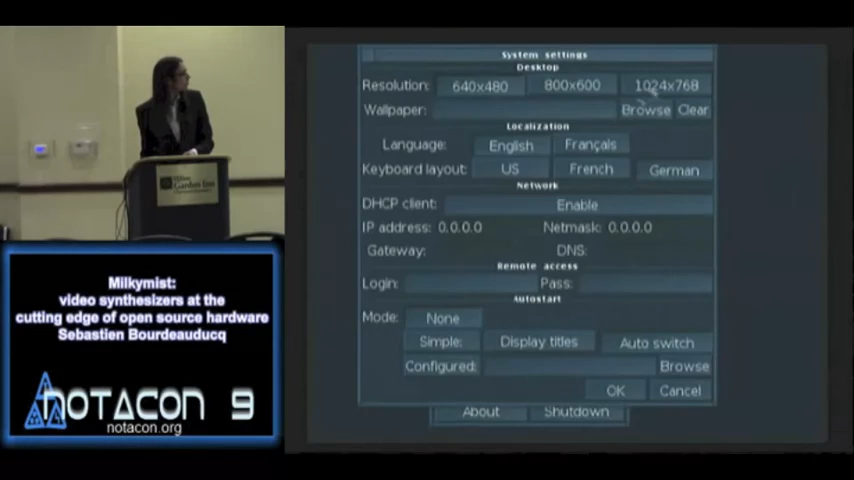 System settings
Desktop
Resolution: 640x480 800x600 1024x768
Wallpaper: Browse Clear
Localization
Language: English Français
Keyboard layout: US French German
Network
DHCP client: Enable
IP address: 0.0.0.0 Netmask: 0.0.0.0
Gateway: DNS:
Remote access
Login: Pass:
Autostart
Mode: None
Simple: Display titles Auto switch
Configured: Browse
OK Cancel
About Shutdown
Hilton
Garden Inn
Milkymist:
video synthesizers at the
cutting edge of open source hardware
Sebastien Bourdeauducq
NOTACON 9
notacon.org